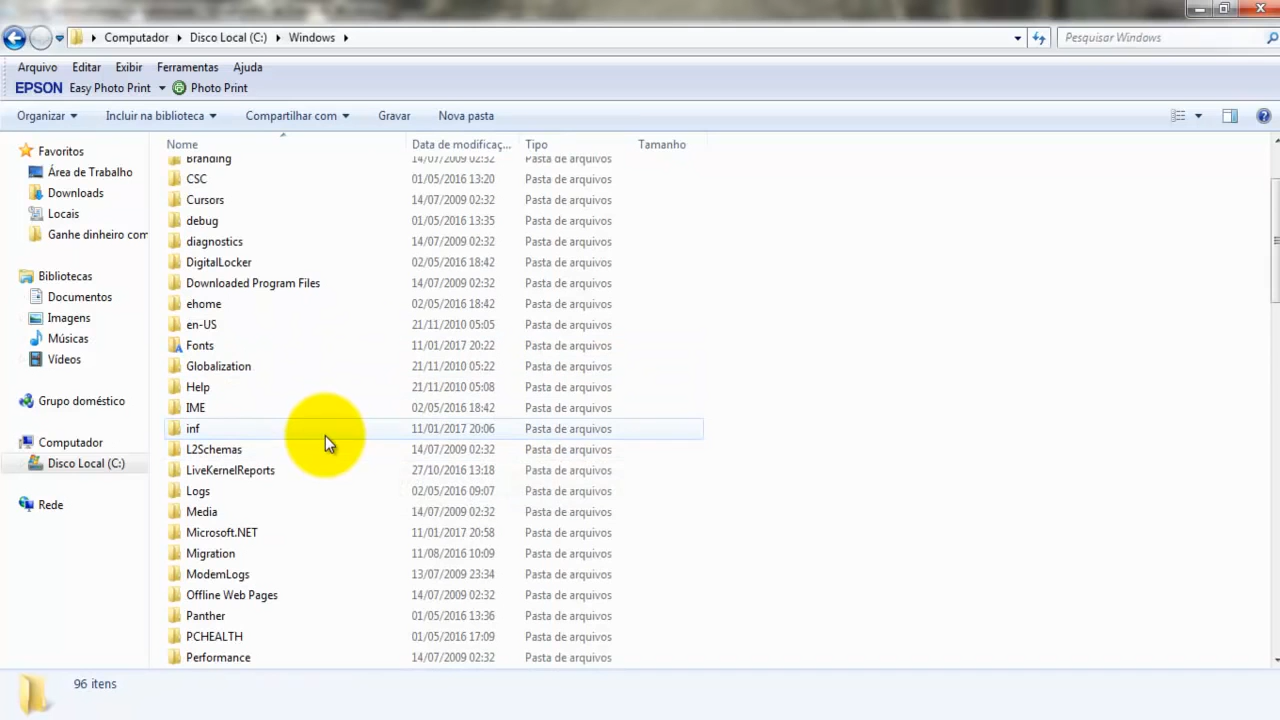 Computador Disco Local (C:) Windows Pesquisar Windows
Arquivo Editar Exibir Ferramentas Ajuda
EPSON Easy Photo Print Photo Print
Organizar Incluir na biblioteca Compartilhar com Gravar Nova pasta
Favoritos
Área de Trabalho
Downloads
Locais
Ganhe dinheiro com
Bibliotecas
Documentos
Imagens
Músicas
Vídeos
Grupo doméstico
Computador
Disco Local (C:)
Rede
Nome Data de modificaç... Tipo Tamanho
Branding 14/07/2009 02:32 Pasta de arquivos
CSC 01/05/2016 13:20 Pasta de arquivos
Cursors 14/07/2009 02:32 Pasta de arquivos
debug 01/05/2016 13:35 Pasta de arquivos
diagnostics 14/07/2009 02:32 Pasta de arquivos
DigitalLocker 02/05/2016 18:42 Pasta de arquivos
Downloaded Program Files 14/07/2009 02:32 Pasta de arquivos
ehome 02/05/2016 18:42 Pasta de arquivos
en-US 21/11/2010 05:05 Pasta de arquivos
Fonts 11/01/2017 20:22 Pasta de arquivos
Globalization 21/11/2010 05:22 Pasta de arquivos
Help 21/11/2010 05:08 Pasta de arquivos
IME 02/05/2016 18:42 Pasta de arquivos
inf 11/01/2017 20:06 Pasta de arquivos
L2Schemas 14/07/2009 02:32 Pasta de arquivos
LiveKernelReports 27/10/2016 13:18 Pasta de arquivos
Logs 02/05/2016 09:07 Pasta de arquivos
Media 14/07/2009 02:32 Pasta de arquivos
Microsoft.NET 11/01/2017 20:58 Pasta de arquivos
Migration 11/08/2016 10:09 Pasta de arquivos
ModemLogs 13/07/2009 23:34 Pasta de arquivos
Offline Web Pages 14/07/2009 02:32 Pasta de arquivos
Panther 01/05/2016 13:36 Pasta de arquivos
PCHEALTH 01/05/2016 17:09 Pasta de arquivos
Performance 14/07/2009 02:32 Pasta de arquivos
96 itens